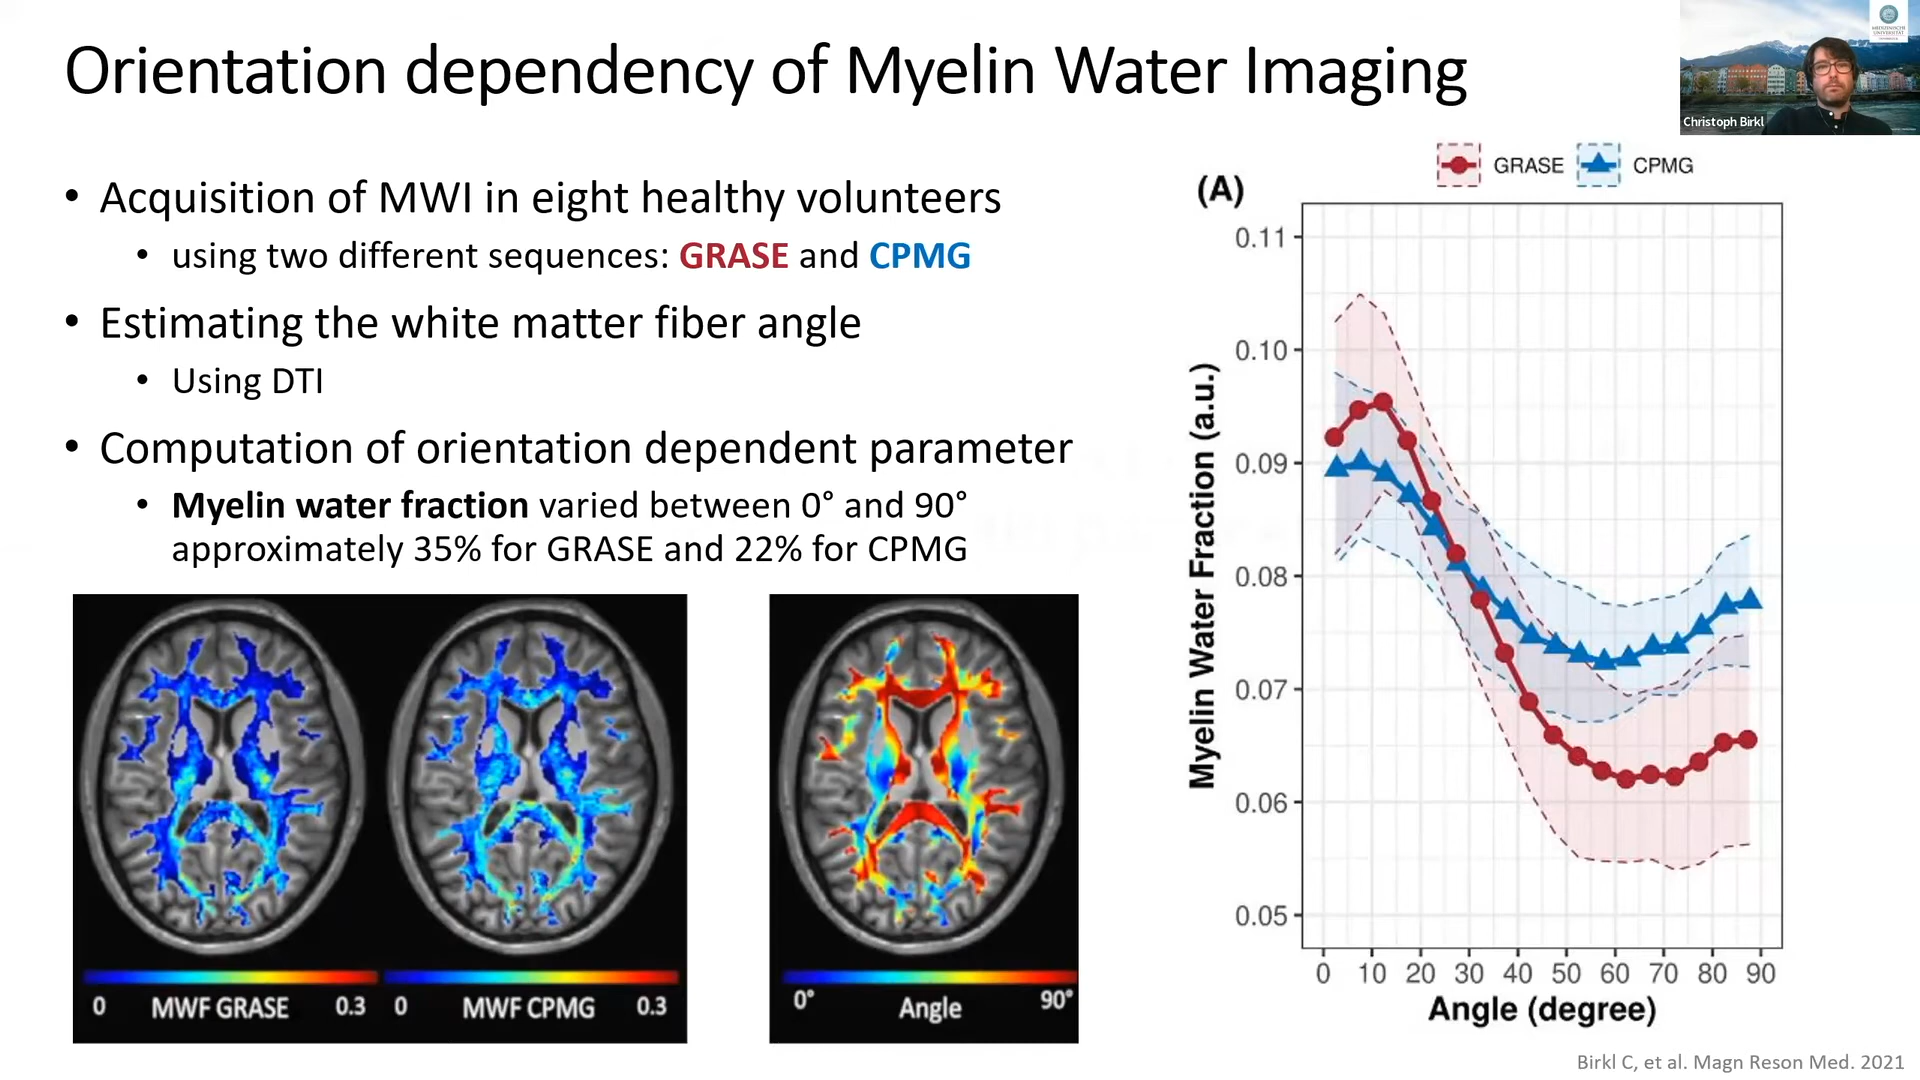 Orientation dependency of Myelin Water Imaging
Christoph Birkl
• Acquisition of MWI in eight healthy volunteers
• using two different sequences: GRASE and CPMG
• Estimating the white matter fiber angle
• Using DTI
• Computation of orientation dependent parameter
• Myelin water fraction varied between 0° and 90°
approximately 35% for GRASE and 22% for CPMG
0 MWF GRASE 0.3
0 MWF CPMG 0.3
0° Angle 90°
GRASE CPMG
(A)
Myelin Water Fraction (a.u.)
0.11
0.10
0.09
0.08
0.07
0.06
0.05
0 10 20 30 40 50 60 70 80 90
Angle (degree)
Birkl C, et al. Magn Reson Med. 2021